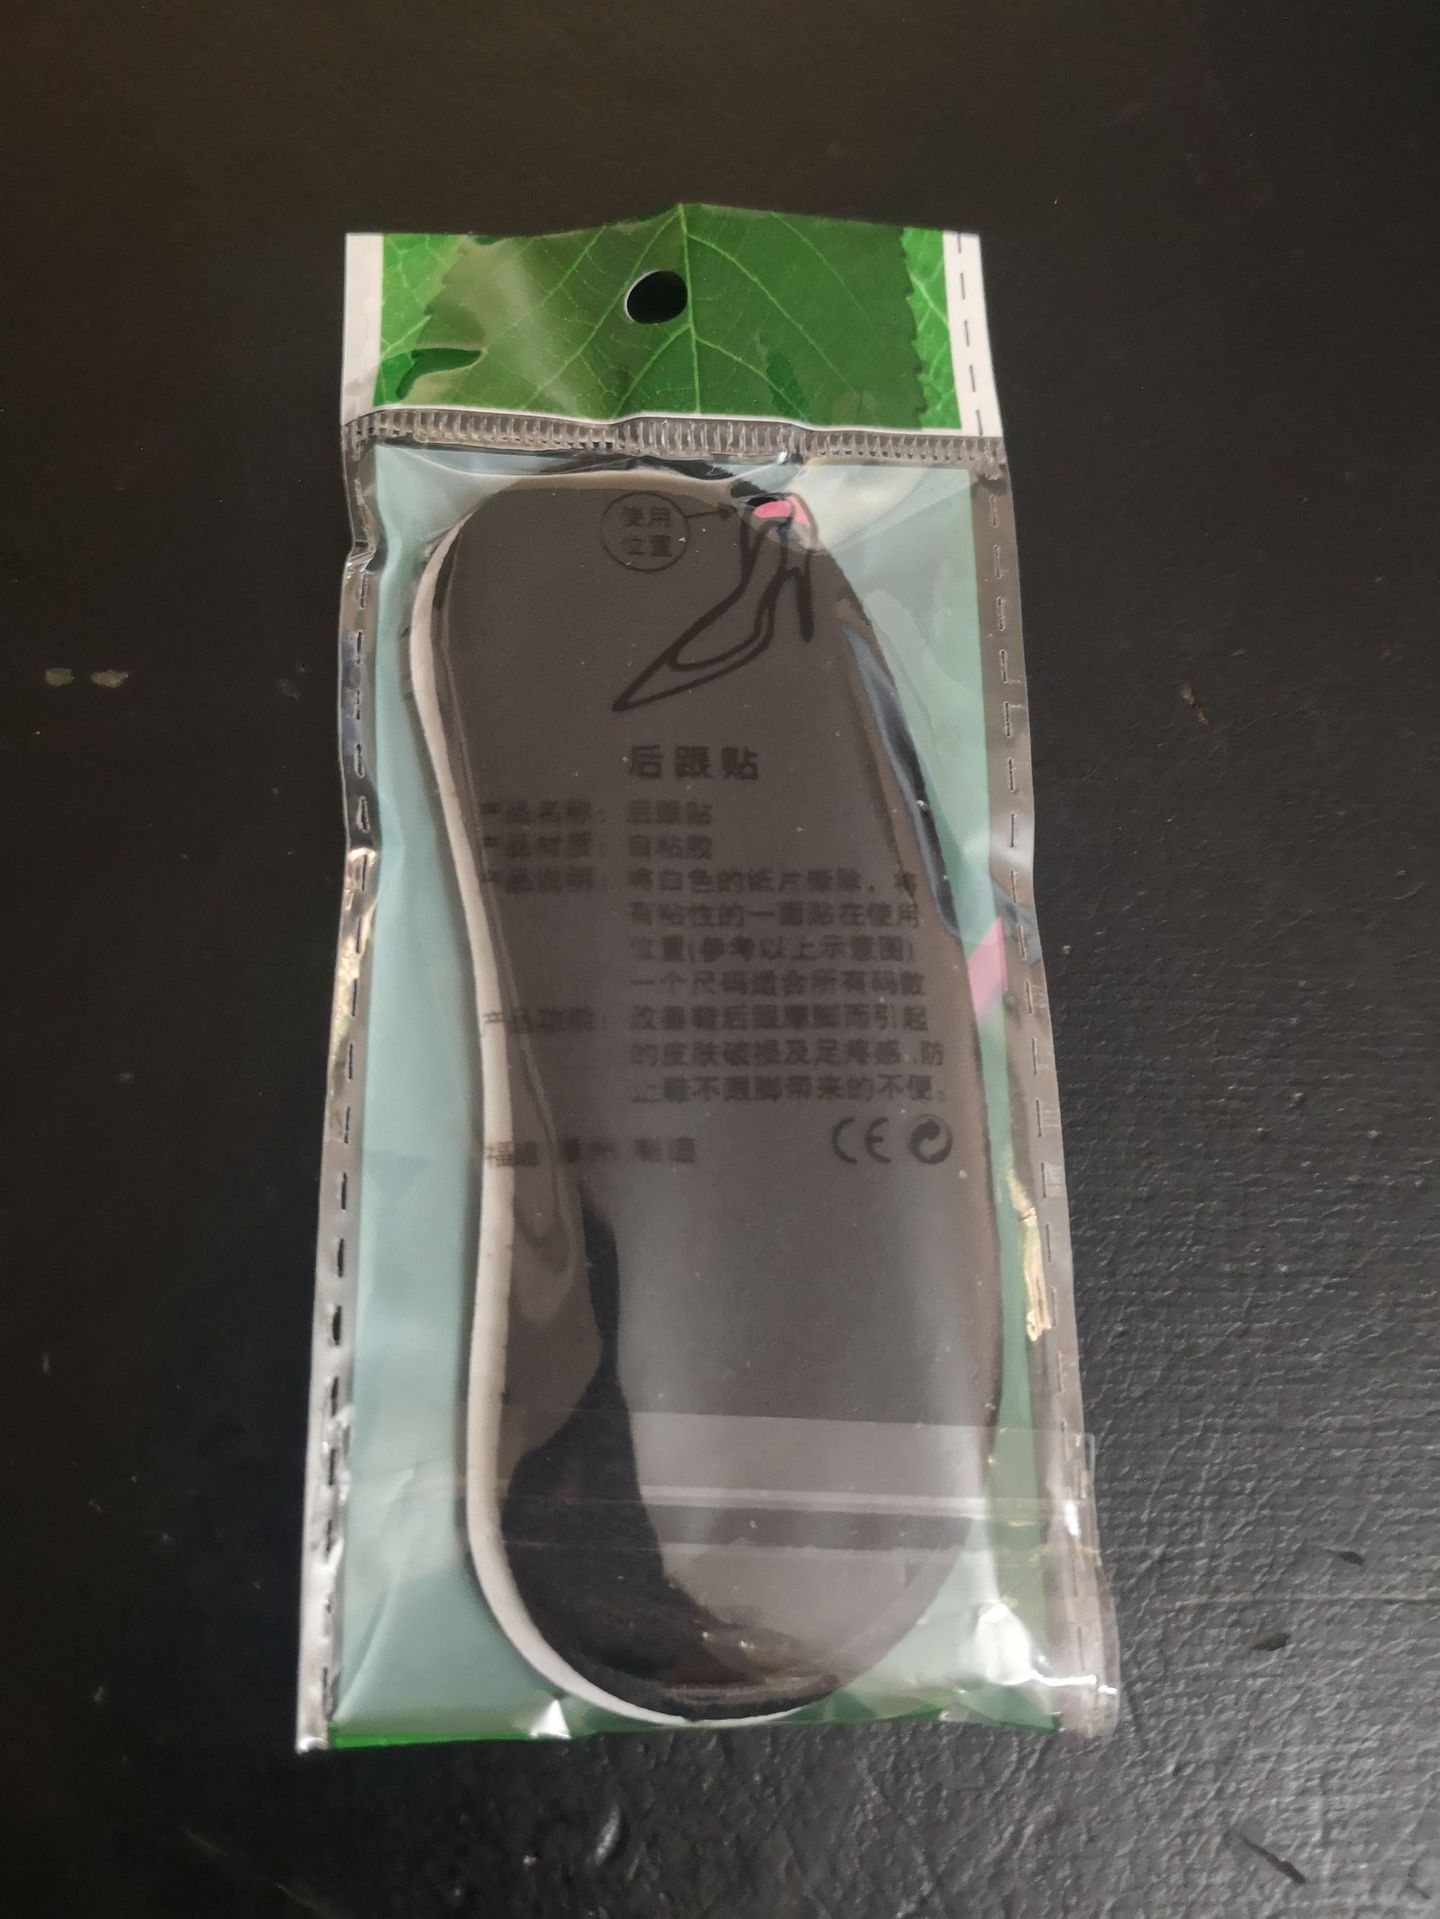 使用
位置
后跟贴
产品名称：后跟贴
产品材质：自粘胶
产品说明：将白色的纸片撕除，将
有粘性的一面贴在使用
位置(参考以上示意图)
一个尺码适合所有码数
产品功能：改善鞋后跟摩脚而引起
的皮肤破损及足疼感、防
止鞋不跟脚带来的不便。
福建 制造
CE